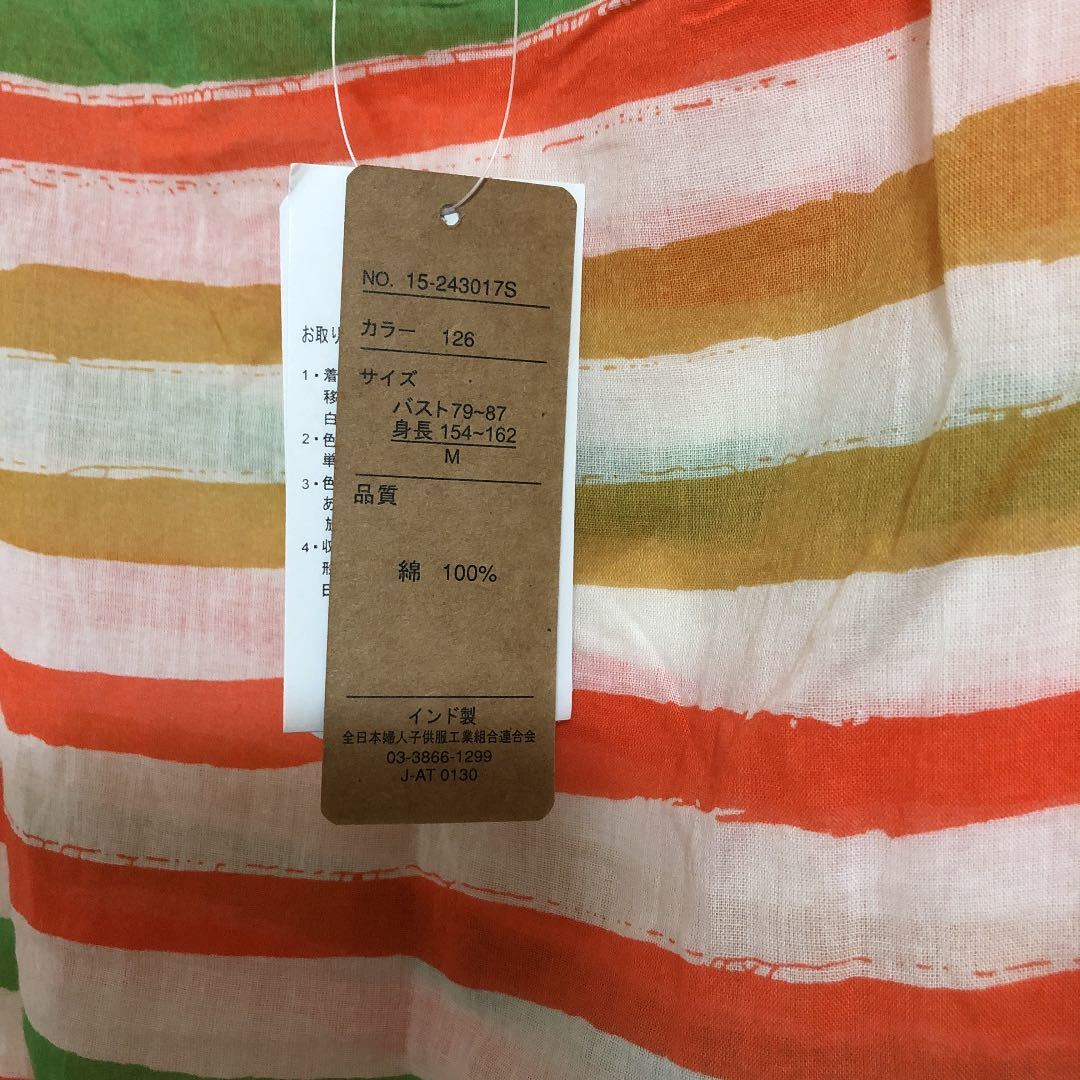 NO. 15-243017S
カラー 126
サイズ
バスト79~87
身長 154~162
M
品質
綿 100%
インド製
全日本婦人子供服工業組合連合会
03-3866-1299
J-AT 0130
お取り
1・着
移
白
2・色
単
3・色
あ
4・収
形